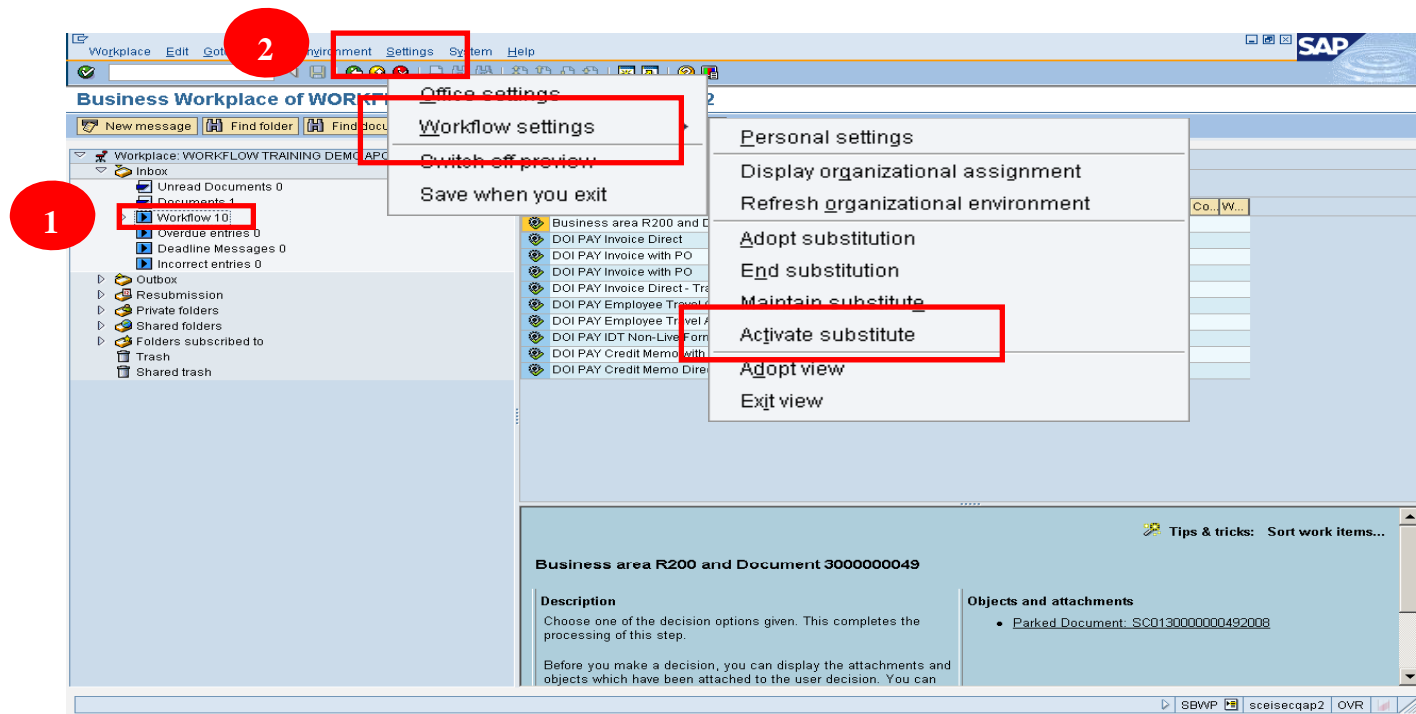 2
Workplace Edit Got nvironment Settings System Help
SAP
Business Workplace of WORKF 2
New message Find folder Find docu
Office settings
Workflow settings
Switch off preview
Save when you exit
Personal settings
Display organizational assignment
Refresh organizational environment
Adopt substitution
End substitution
Maintain substitute
Activate substitute
Adopt view
Exit view
Workplace: WORKFLOW TRAINING DEMO APO
Inbox
Unread Documents 0
Documents 1
1
Workflow 10
Overdue entries 0
Deadline Messages 0
Incorrect entries 0
Outbox
Resubmission
Private folders
Shared folders
Folders subscribed to
Trash
Shared trash
Co.. W...
Business area R200 and D
DOI PAY Invoice Direct
DOI PAY Invoice with PO
DOI PAY Invoice with PO
DOI PAY Invoice Direct - Tra
DOI PAY Employee Travel
DOI PAY Employee Travel A
DOI PAY IDT Non-Live Form
DOI PAY Credit Memo with
DOI PAY Credit Memo Dire
Tips & tricks: Sort work items...
Business area R200 and Document 3000000049
Description
Choose one of the decision options given. This completes the
processing of this step.
Before you make a decision, you can display the attachments and
objects which have been attached to the user decision. You can
Objects and attachments
• Parked Document: SC0130000000492008
SBWP sceisecqap2 OVR